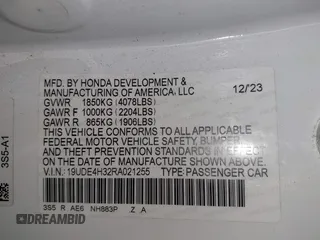 MFD. BY HONDA DEVELOPMENT &
MANUFACTURING OF AMERICA, LLC
GVWR 1850KG (4078LBS) 12/23
GAWR F 1000KG (2204LBS)
GAWR R 865KG (1906LBS)
THIS VEHICLE CONFORMS TO ALL APPLICABLE
FEDERAL MOTOR VEHICLE SAFETY, BUMPER,
AND THEFT PREVENTION STANDARDS IN EFFECT
ON THE DATE OF MANUFACTURE SHOWN ABOVE.
V.I.N.: 19UDE4H32RA021255 TYPE: PASSENGER CAR
3S5 R AE6 NH883P Z A
3S5-A1
DREAMBID